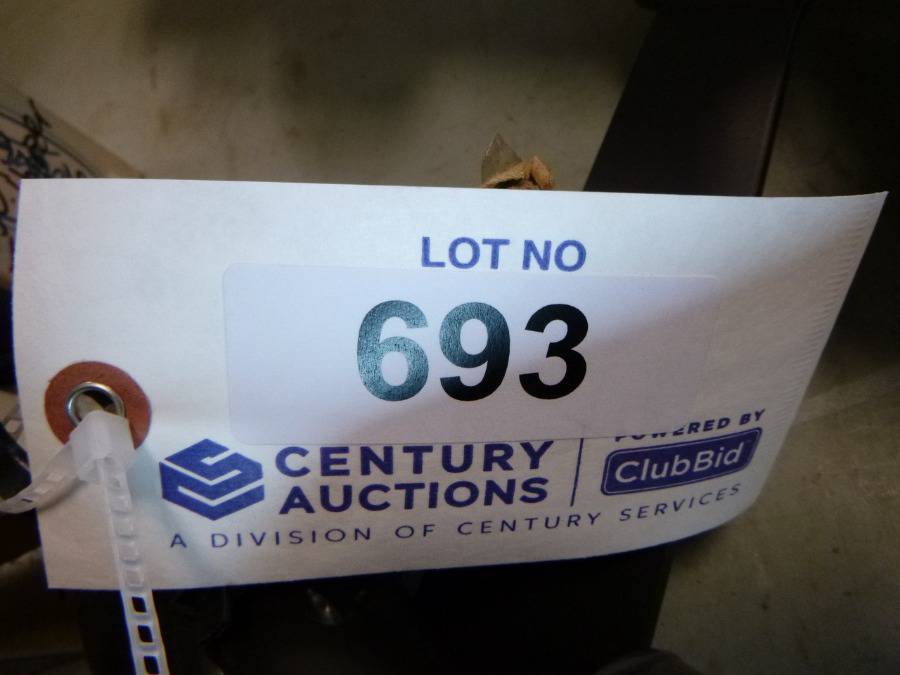 LOT NO
693
CENTURY
AUCTIONS
POWERED BY
ClubBid
A DIVISION OF CENTURY SERVICES